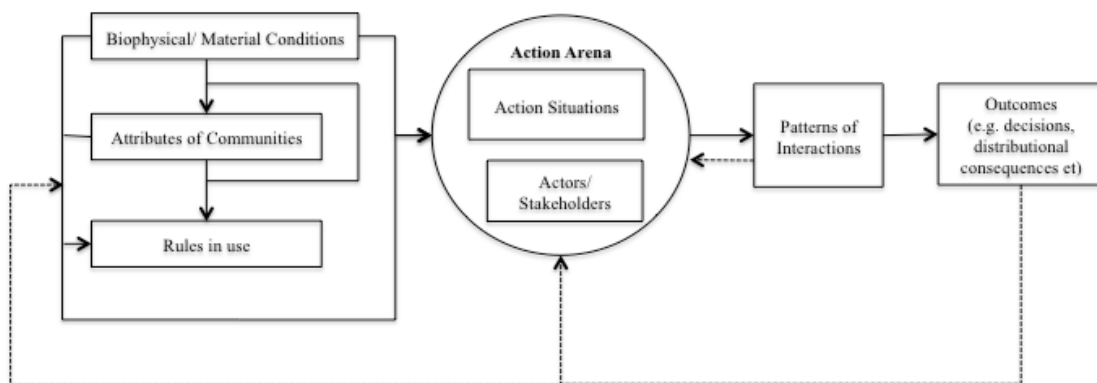 Biophysical/ Material Conditions
Attributes of Communities
Rules in use
Action Arena
Action Situations
Actors/
Stakeholders
Patterns of
Interactions
Outcomes
(e.g. decisions,
distributional
consequences et)